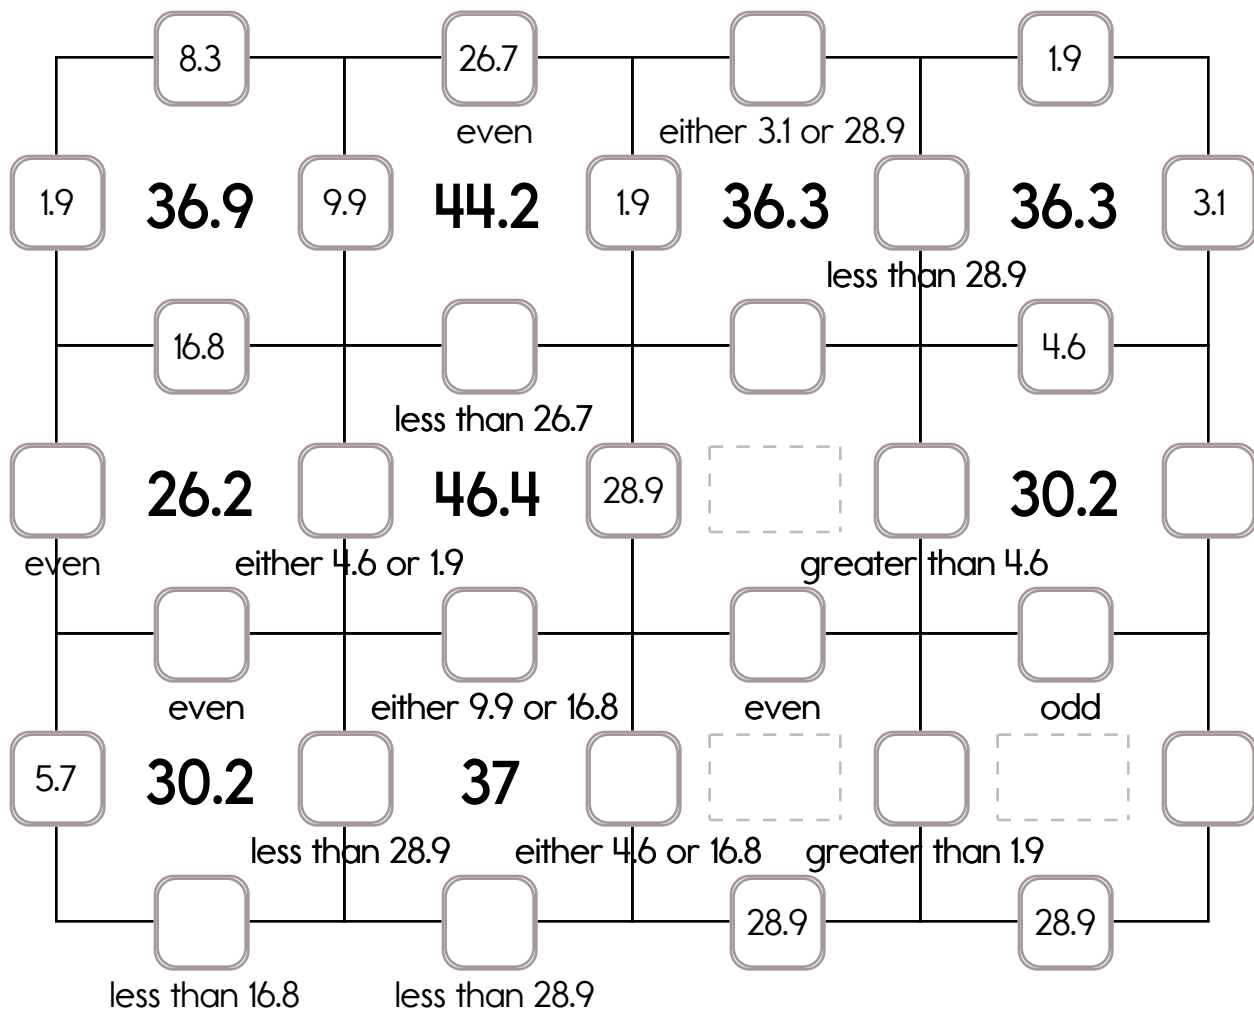 8.3 26.7 1.9
even either 3.1 or 28.9
1.9 36.9 9.9 44.2 1.9 36.3 36.3 3.1
less than 28.9
16.8 4.6
less than 26.7
26.2 46.4 28.9 30.2
even either 4.6 or 1.9 greater than 4.6
even either 9.9 or 16.8 even odd
5.7 30.2 37
less than 28.9 either 4.6 or 16.8 greater than 1.9
28.9 28.9
less than 16.8 less than 28.9